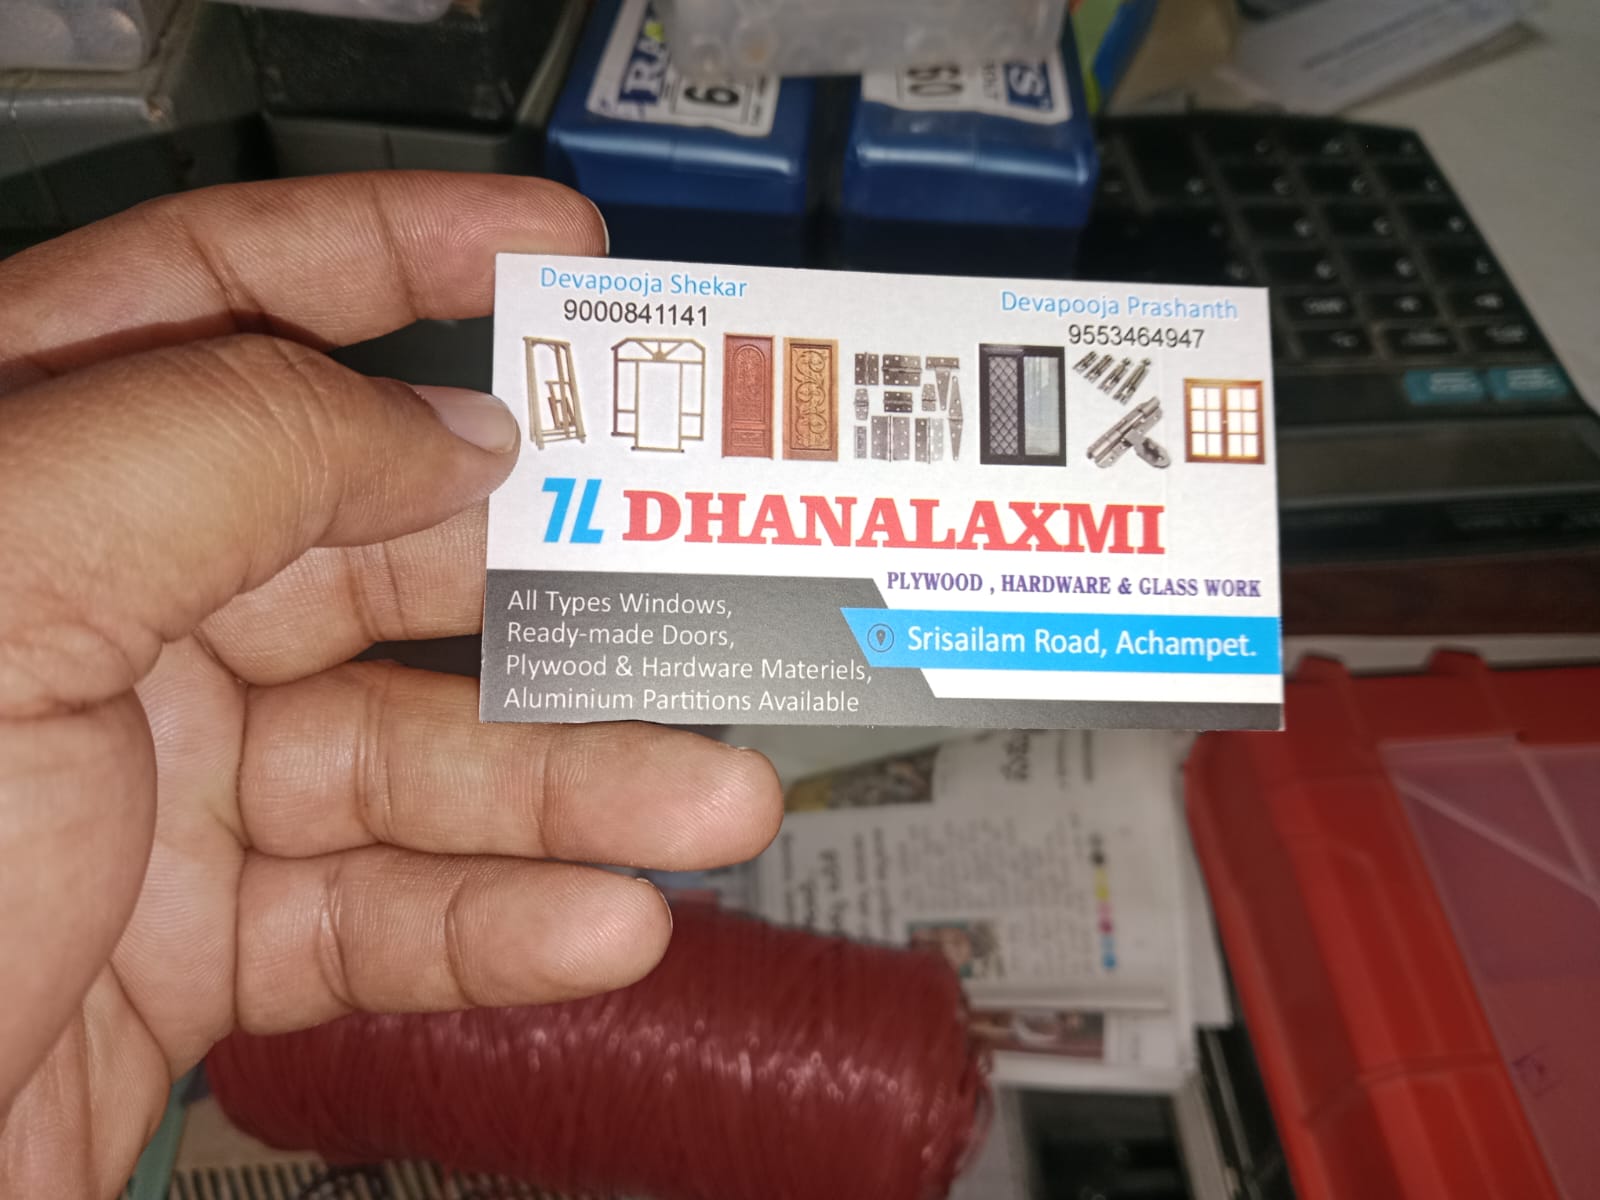 Devapooja Shekar
9000841141
Devapooja Prashanth
9553464947
DHANALAXMI
PLYWOOD , HARDWARE & GLASS WORK
Srisailam Road, Achampet.
All Types Windows,
Ready-made Doors,
Plywood & Hardware Materiels,
Aluminium Partitions Available